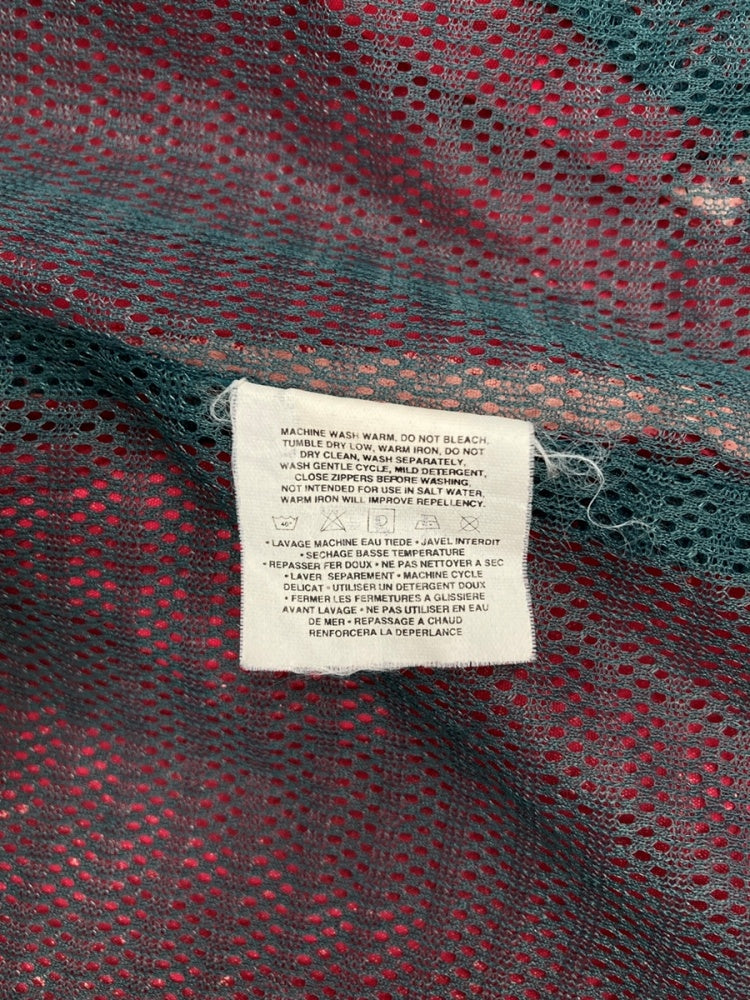 MACHINE WASH WARM, DO NOT BLEACH,
TUMBLE DRY LOW, WARM IRON, DO NOT
DRY CLEAN, WASH SEPARATELY,
WASH GENTLE CYCLE, MILD DETERGENT,
CLOSE ZIPPERS BEFORE WASHING,
NOT INTENDED FOR USE IN SALT WATER,
WARM IRON WILL IMPROVE REPELLENCY.
40°
• LAVAGE MACHINE EAU TIEDE • JAVEL INTERDIT
• SECHAGE BASSE TEMPERATURE
• REPASSER FER DOUX • NE PAS NETTOYER A SEC
• LAVER SEPAREMENT • MACHINE CYCLE
DELICAT • UTILISER UN DETERGENT DOUX
• FERMER LES FERMETURES A GLISSIERE
AVANT LAVAGE • NE PAS UTILISER EN EAU
DE MER • REPASSAGE A CHAUD
RENFORCERA LA DEPERLANCE